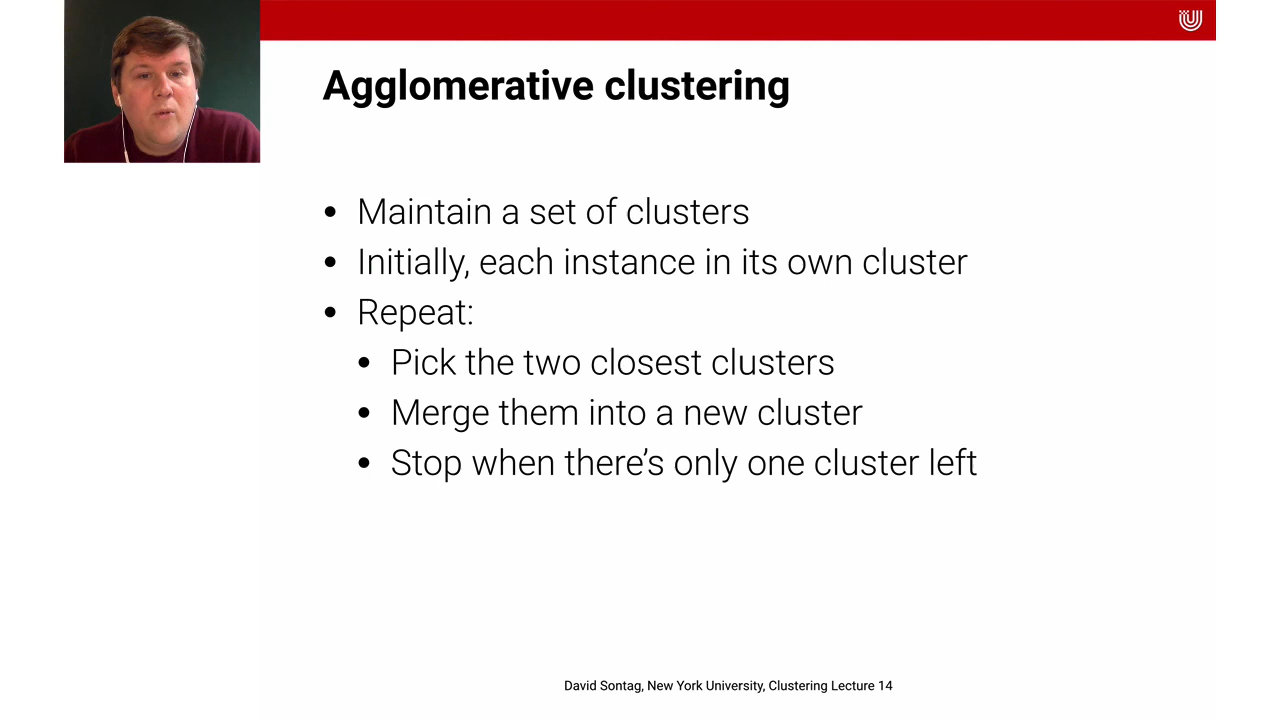 Agglomerative clustering
• Maintain a set of clusters
• Initially, each instance in its own cluster
• Repeat:
• Pick the two closest clusters
• Merge them into a new cluster
• Stop when there’s only one cluster left
David Sontag, New York University, Clustering Lecture 14